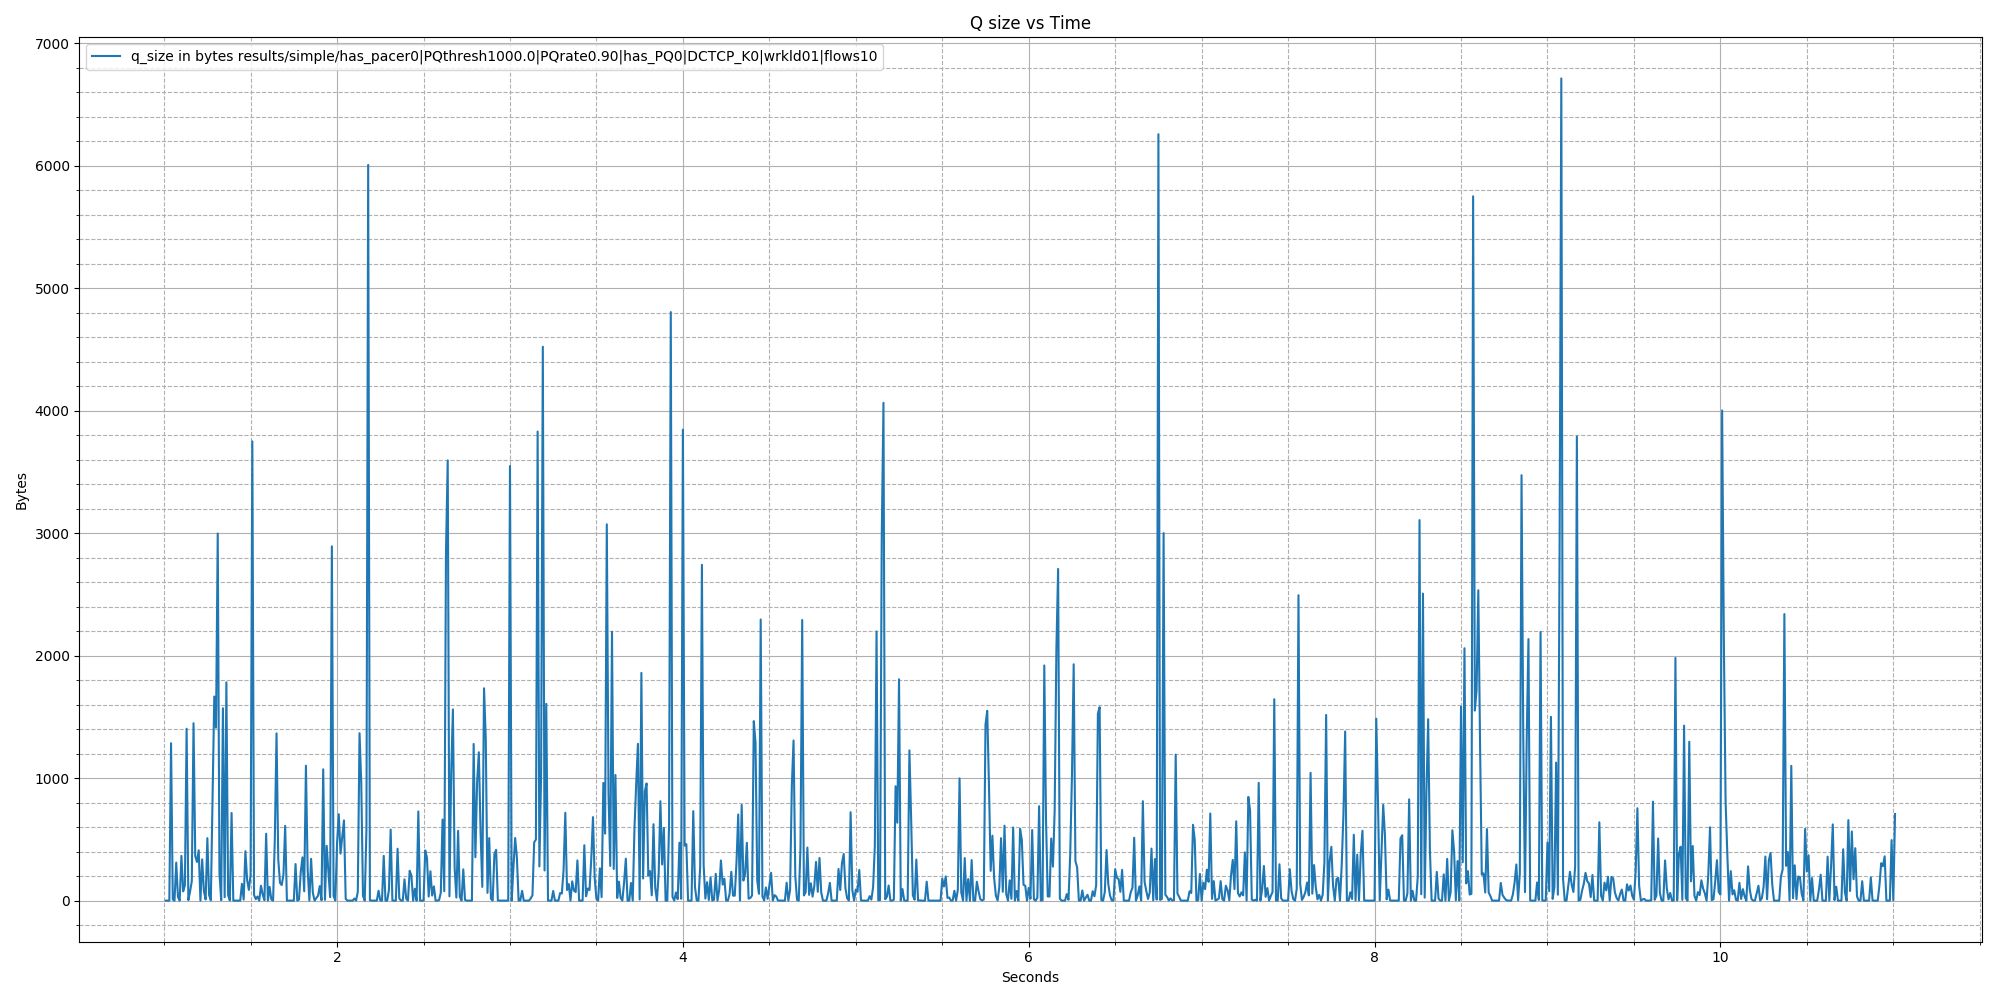 Q size vs Time
q_size in bytes results/simple/has_pacer0|PQthresh1000.0|PQrate0.90|has_PQ0|DCTCP_K0|wrkld01|flows10
7000
6000
5000
4000
3000
2000
1000
0
Bytes
2 4 6 8 10
Seconds